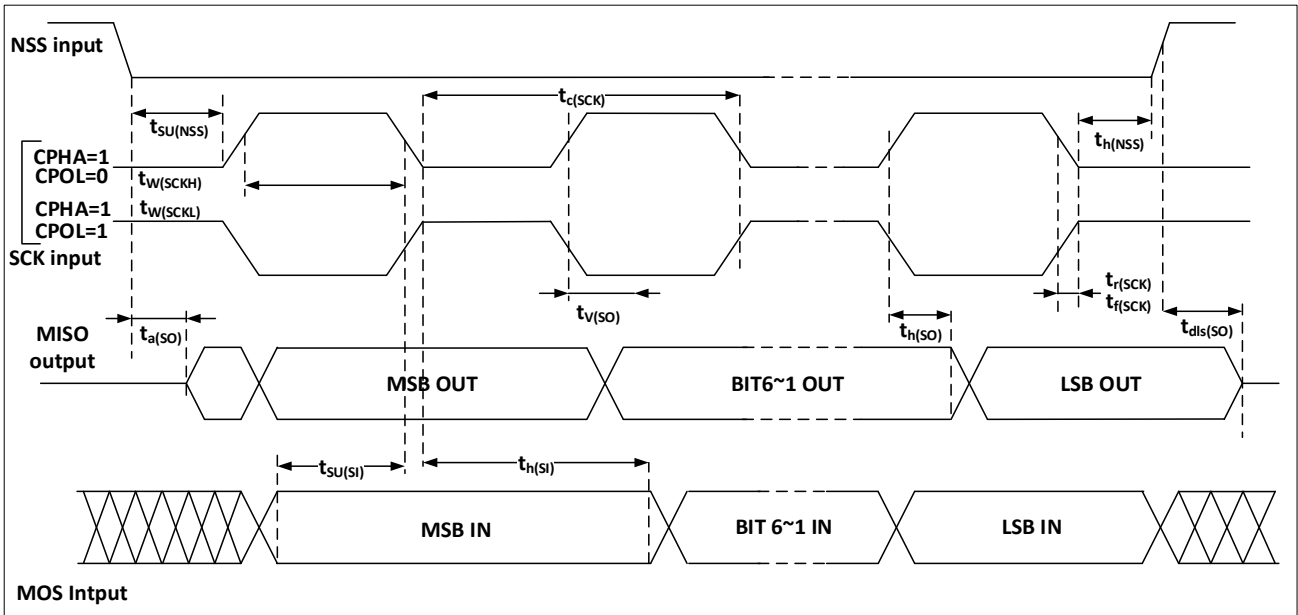 NSS input
tc(SCK)
tSU(NSS)
th(NSS)
CPHA=1
CPOL=0
tW(SCKH)
CPHA=1
tW(SCKL)
CPOL=1
SCK input
tr(SCK)
tV(SO)
tf(SCK)
ta(SO)
th(SO)
tdls(SO)
MISO
output
MSB OUT
BIT6~1 OUT
LSB OUT
tSU(SI)
th(SI)
MSB IN
BIT 6~1 IN
LSB IN
MOS Intput